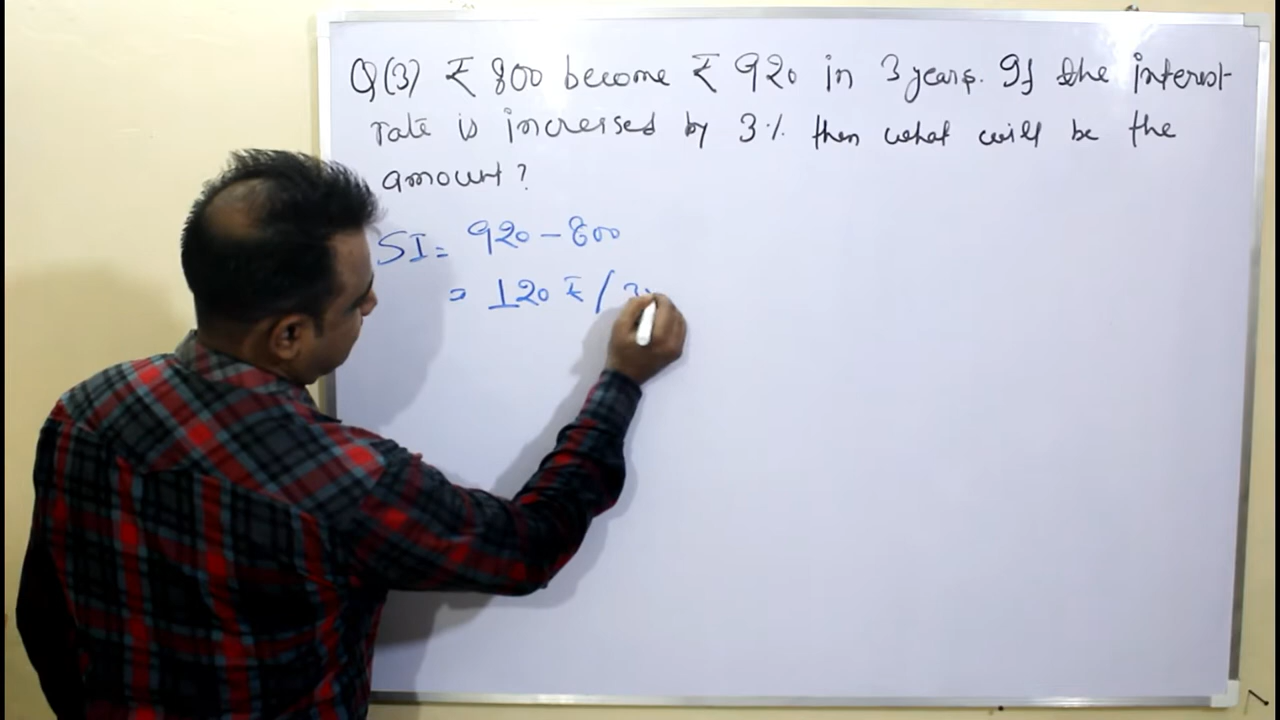 Q(3) ₹ 800 become ₹ 920 in 3 years. If the interest
rate is increased by 3% then what will be the
amount?
SI = 920 - 800
= 120 ₹ / 3